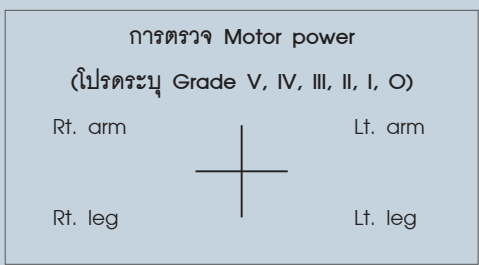 การตรวจ Motor power
(โปรดระบุ Grade V, IV, III, II, I, O)
Rt. arm Lt. arm
Rt. leg Lt. leg